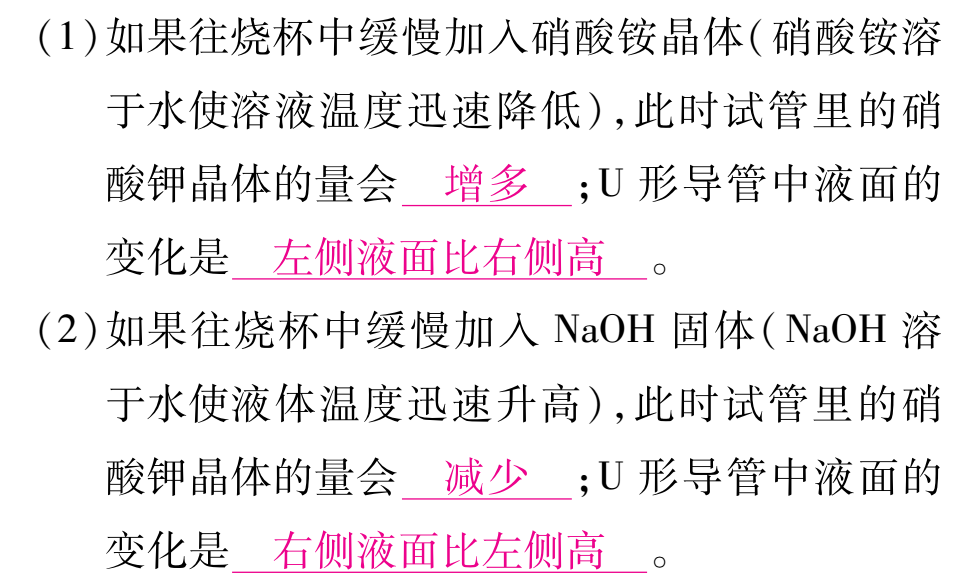 (1)如果往烧杯中缓慢加入硝酸铵晶体(硝酸铵溶
于水使溶液温度迅速降低),此时试管里的硝
酸钾晶体的量会 增多 ;U 形导管中液面的
变化是 左侧液面比右侧高 。
(2)如果往烧杯中缓慢加入 NaOH 固体(NaOH 溶
于水使液体温度迅速升高),此时试管里的硝
酸钾晶体的量会 减少 ;U 形导管中液面的
变化是 右侧液面比左侧高 。